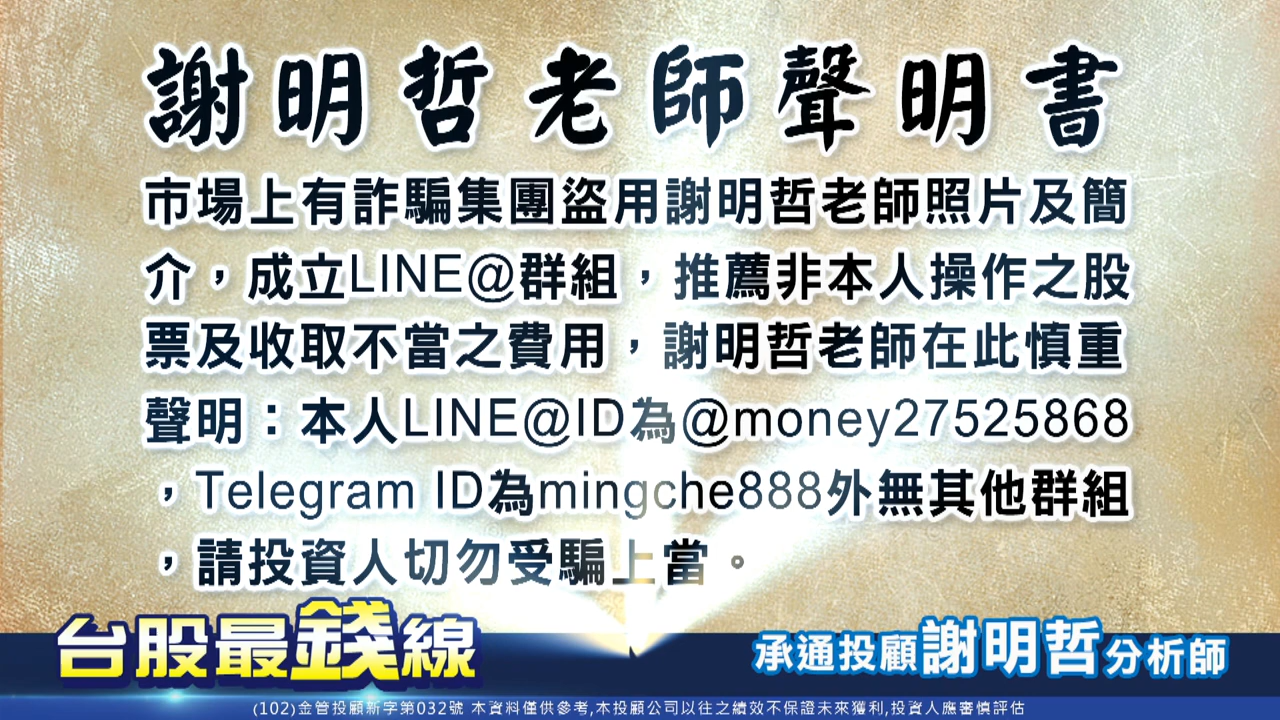 謝明哲老師聲明書
市場上有詐騙集團盜用謝明哲老師照片及簡
介，成立LINE@群組，推薦非本人操作之股
票及收取不當之費用，謝明哲老師在此慎重
聲明：本人LINE@ID為@money27525868
，Telegram ID為mingche888外無其他群組
，請投資人切勿受騙上當。
台股最錢線
承通投顧謝明哲分析師
(102)金管投顧新字第032號 本資料僅供參考,本投顧公司以往之績效不保證未來獲利,投資人應審慎評估